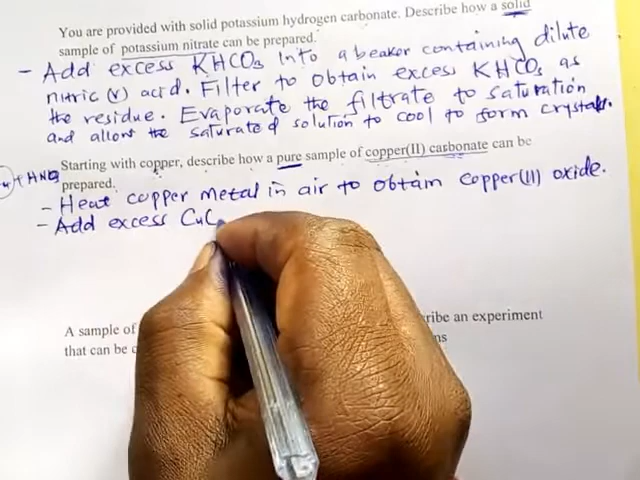 You are provided with solid potassium hydrogen carbonate. Describe how a solid
sample of potassium nitrate can be prepared.
- Add excess KHCO3 into a beaker containing dilute
nitric (v) acid. Filter to obtain excess KHCO3 as
the residue. Evaporate the filtrate to saturation
and allow the saturated solution to cool to form crystals.
Starting with copper, describe how a pure sample of copper(II) carbonate can be
+ HNO3 prepared.
- Heat copper metal in air to obtain copper(II) oxide.
- Add excess CuC
A sample of ribe an experiment
that can be ns